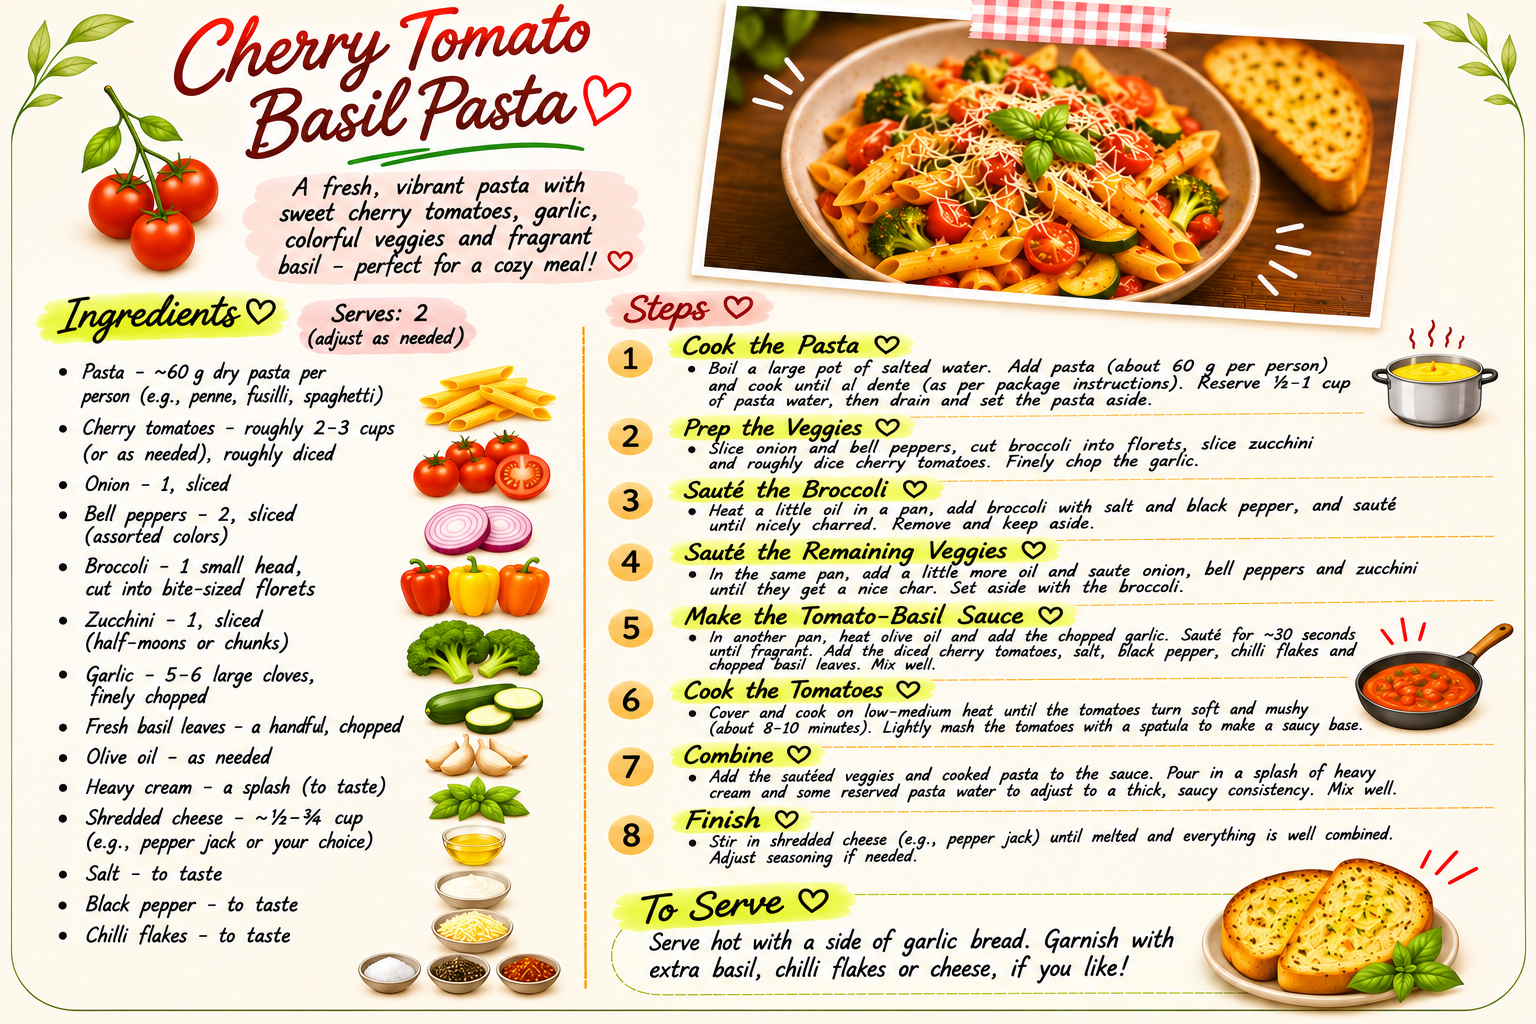 Cherry Tomato
Basil Pasta
A fresh, vibrant pasta with
sweet cherry tomatoes, garlic,
colorful veggies and fragrant
basil – perfect for a cozy meal!
Ingredients
Serves: 2
(adjust as needed)
• Pasta – ~60 g dry pasta per
person (e.g., penne, fusilli, spaghetti)
• Cherry tomatoes – roughly 2–3 cups
(or as needed), roughly diced
• Onion – 1, sliced
• Bell peppers – 2, sliced
(assorted colors)
• Broccoli – 1 small head,
cut into bite-sized florets
• Zucchini – 1, sliced
(half-moons or chunks)
• Garlic – 5–6 large cloves,
finely chopped
• Fresh basil leaves – a handful, chopped
• Olive oil – as needed
• Heavy cream – a splash (to taste)
• Shredded cheese – ~½–¾ cup
(e.g., pepper jack or your choice)
• Salt – to taste
• Black pepper – to taste
• Chilli flakes – to taste
Steps
1 Cook the Pasta
• Boil a large pot of salted water. Add pasta (about 60 g per person)
and cook until al dente (as per package instructions). Reserve ½–1 cup
of pasta water, then drain and set the pasta aside.
2 Prep the Veggies
• Slice onion and bell peppers, cut broccoli into florets, slice zucchini
and roughly dice cherry tomatoes. Finely chop the garlic.
3 Sauté the Broccoli
• Heat a little oil in a pan, add broccoli with salt and black pepper, and sauté
until nicely charred. Remove and keep aside.
4 Sauté the Remaining Veggies
• In the same pan, add a little more oil and saute onion, bell peppers and zucchini
until they get a nice char. Set aside with the broccoli.
5 Make the Tomato-Basil Sauce
• In another pan, heat olive oil and add the chopped garlic. Sauté for ~30 seconds
until fragrant. Add the diced cherry tomatoes, salt, black pepper, chilli flakes and
chopped basil leaves. Mix well.
6 Cook the Tomatoes
• Cover and cook on low-medium heat until the tomatoes turn soft and mushy
(about 8–10 minutes). Lightly mash the tomatoes with a spatula to make a saucy base.
7 Combine
• Add the sautéed veggies and cooked pasta to the sauce. Pour in a splash of heavy
cream and some reserved pasta water to adjust to a thick, saucy consistency. Mix well.
8 Finish
• Stir in shredded cheese (e.g., pepper jack) until melted and everything is well combined.
Adjust seasoning if needed.
To Serve
Serve hot with a side of garlic bread. Garnish with
extra basil, chilli flakes or cheese, if you like!